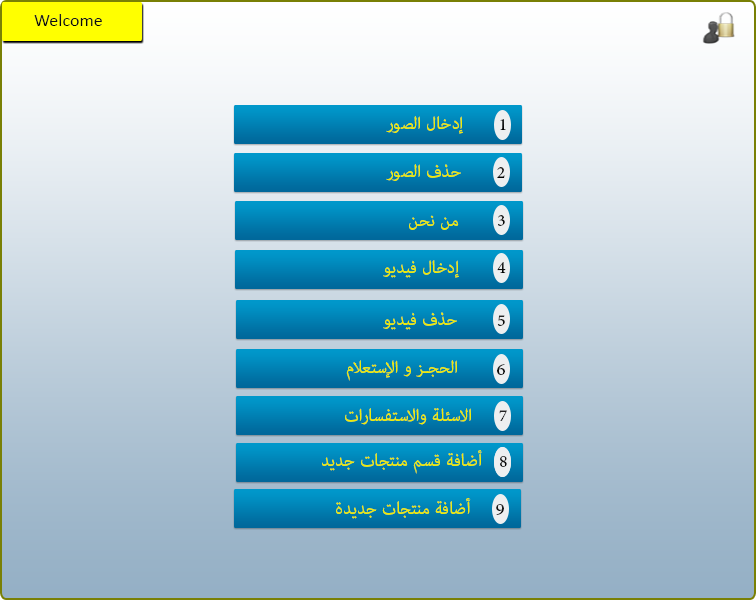 Welcome
1 إدخال الصور
2 حذف الصور
3 من نحن
4 إدخال فيديو
5 حذف فيديو
6 الحجـز و الإستعلام
7 الاسئلة والاستفسارات
8 أضافة قسم منتجات جديد
9 أضافة منتجات جديدة